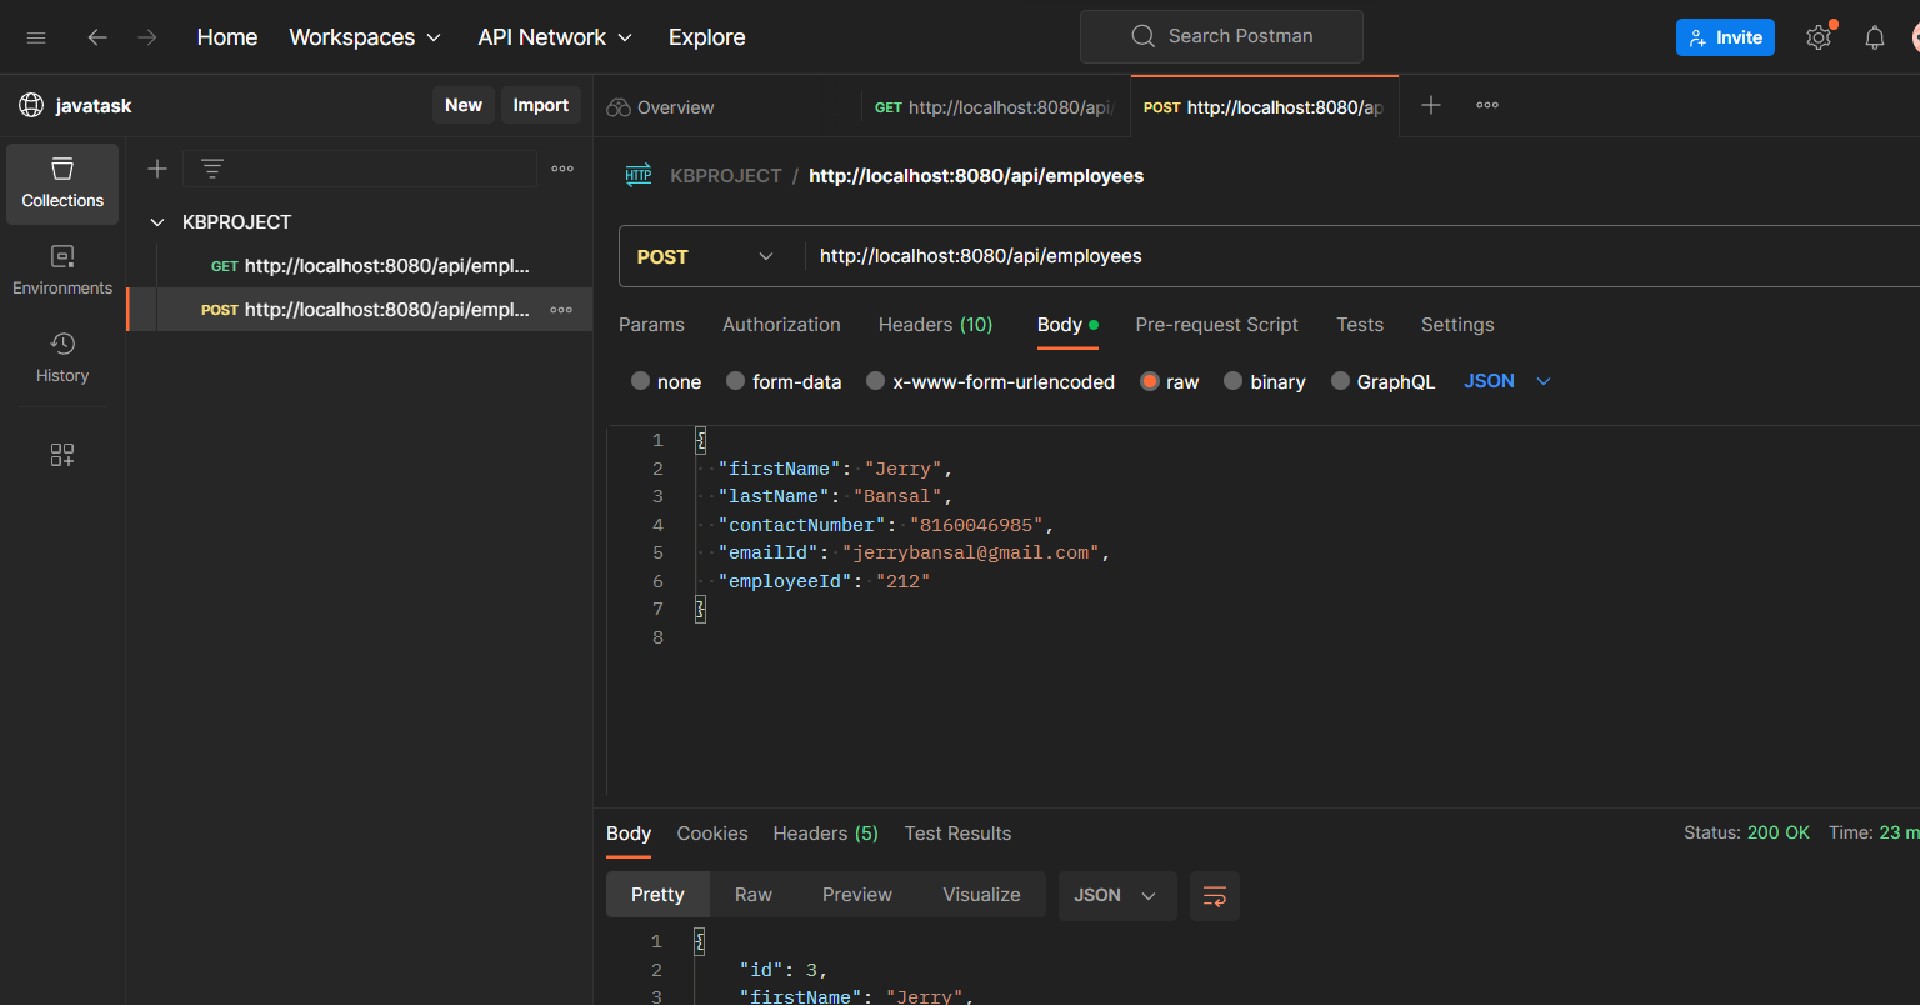 Home Workspaces API Network Explore Search Postman Invite
javatask New Import
Overview GET http://localhost:8080/api/ POST http://localhost:8080/ap
Collections
Environments
History
KBPROJECT
GET http://localhost:8080/api/empl...
POST http://localhost:8080/api/empl...
HTTP KBPROJECT / http://localhost:8080/api/employees
POST http://localhost:8080/api/employees
Params Authorization Headers (10) Body Pre-request Script Tests Settings
none form-data x-www-form-urlencoded raw binary GraphQL JSON
1 {
2 "firstName": "Jerry",
3 "lastName": "Bansal",
4 "contactNumber": "8160046985",
5 "emailId": "jerrybansal@gmail.com",
6 "employeeId": "212"
7 }
8
Body Cookies Headers (5) Test Results Status: 200 OK Time: 23 m
Pretty Raw Preview Visualize JSON
1 {
2 "id": 3,
3 "firstName": "Jerry",